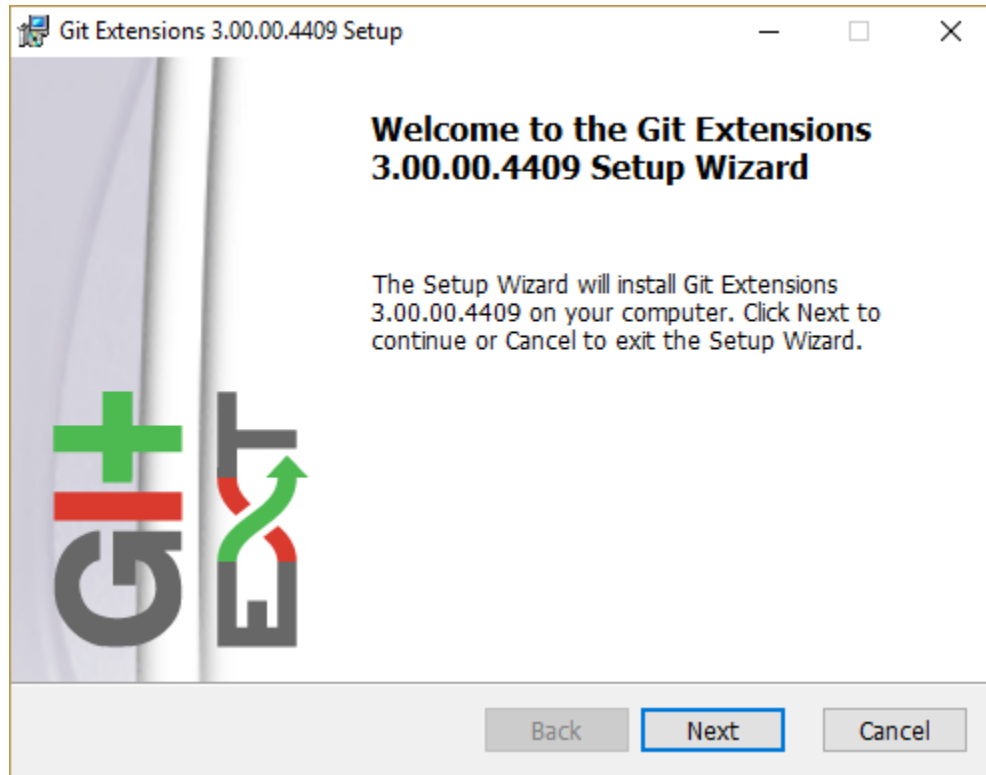 Git Extensions 3.00.00.4409 Setup
Welcome to the Git Extensions
3.00.00.4409 Setup Wizard
The Setup Wizard will install Git Extensions
3.00.00.4409 on your computer. Click Next to
continue or Cancel to exit the Setup Wizard.
GIt
EXT
Back
Next
Cancel